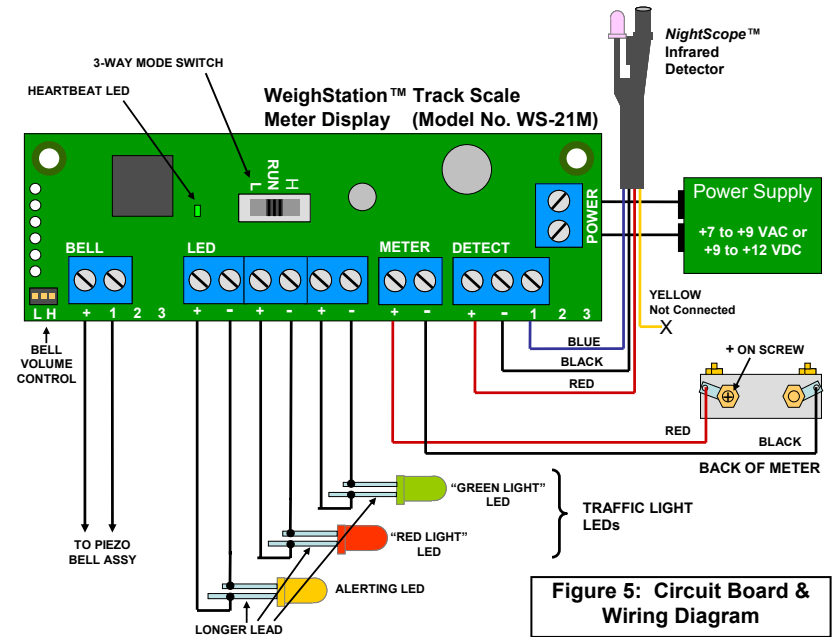 NightScope™
Infrared
Detector
3-WAY MODE SWITCH
HEARTBEAT LED
WeighStation™ Track Scale
Meter Display (Model No. WS-21M)
L RUN H
POWER
Power Supply
+7 to +9 VAC or
+9 to +12 VDC
BELL
LED
METER
DETECT
L H
+ 1 2 3
+ - + - + -
+ -
+ - 1 2 3
YELLOW
Not Connected
X
BELL
VOLUME
CONTROL
BLUE
BLACK
RED
+ ON SCREW
RED
BLACK
BACK OF METER
"GREEN LIGHT"
LED
TRAFFIC LIGHT
LEDs
"RED LIGHT"
LED
TO PIEZO
BELL ASSY
ALERTING LED
LONGER LEAD
Figure 5: Circuit Board &
Wiring Diagram